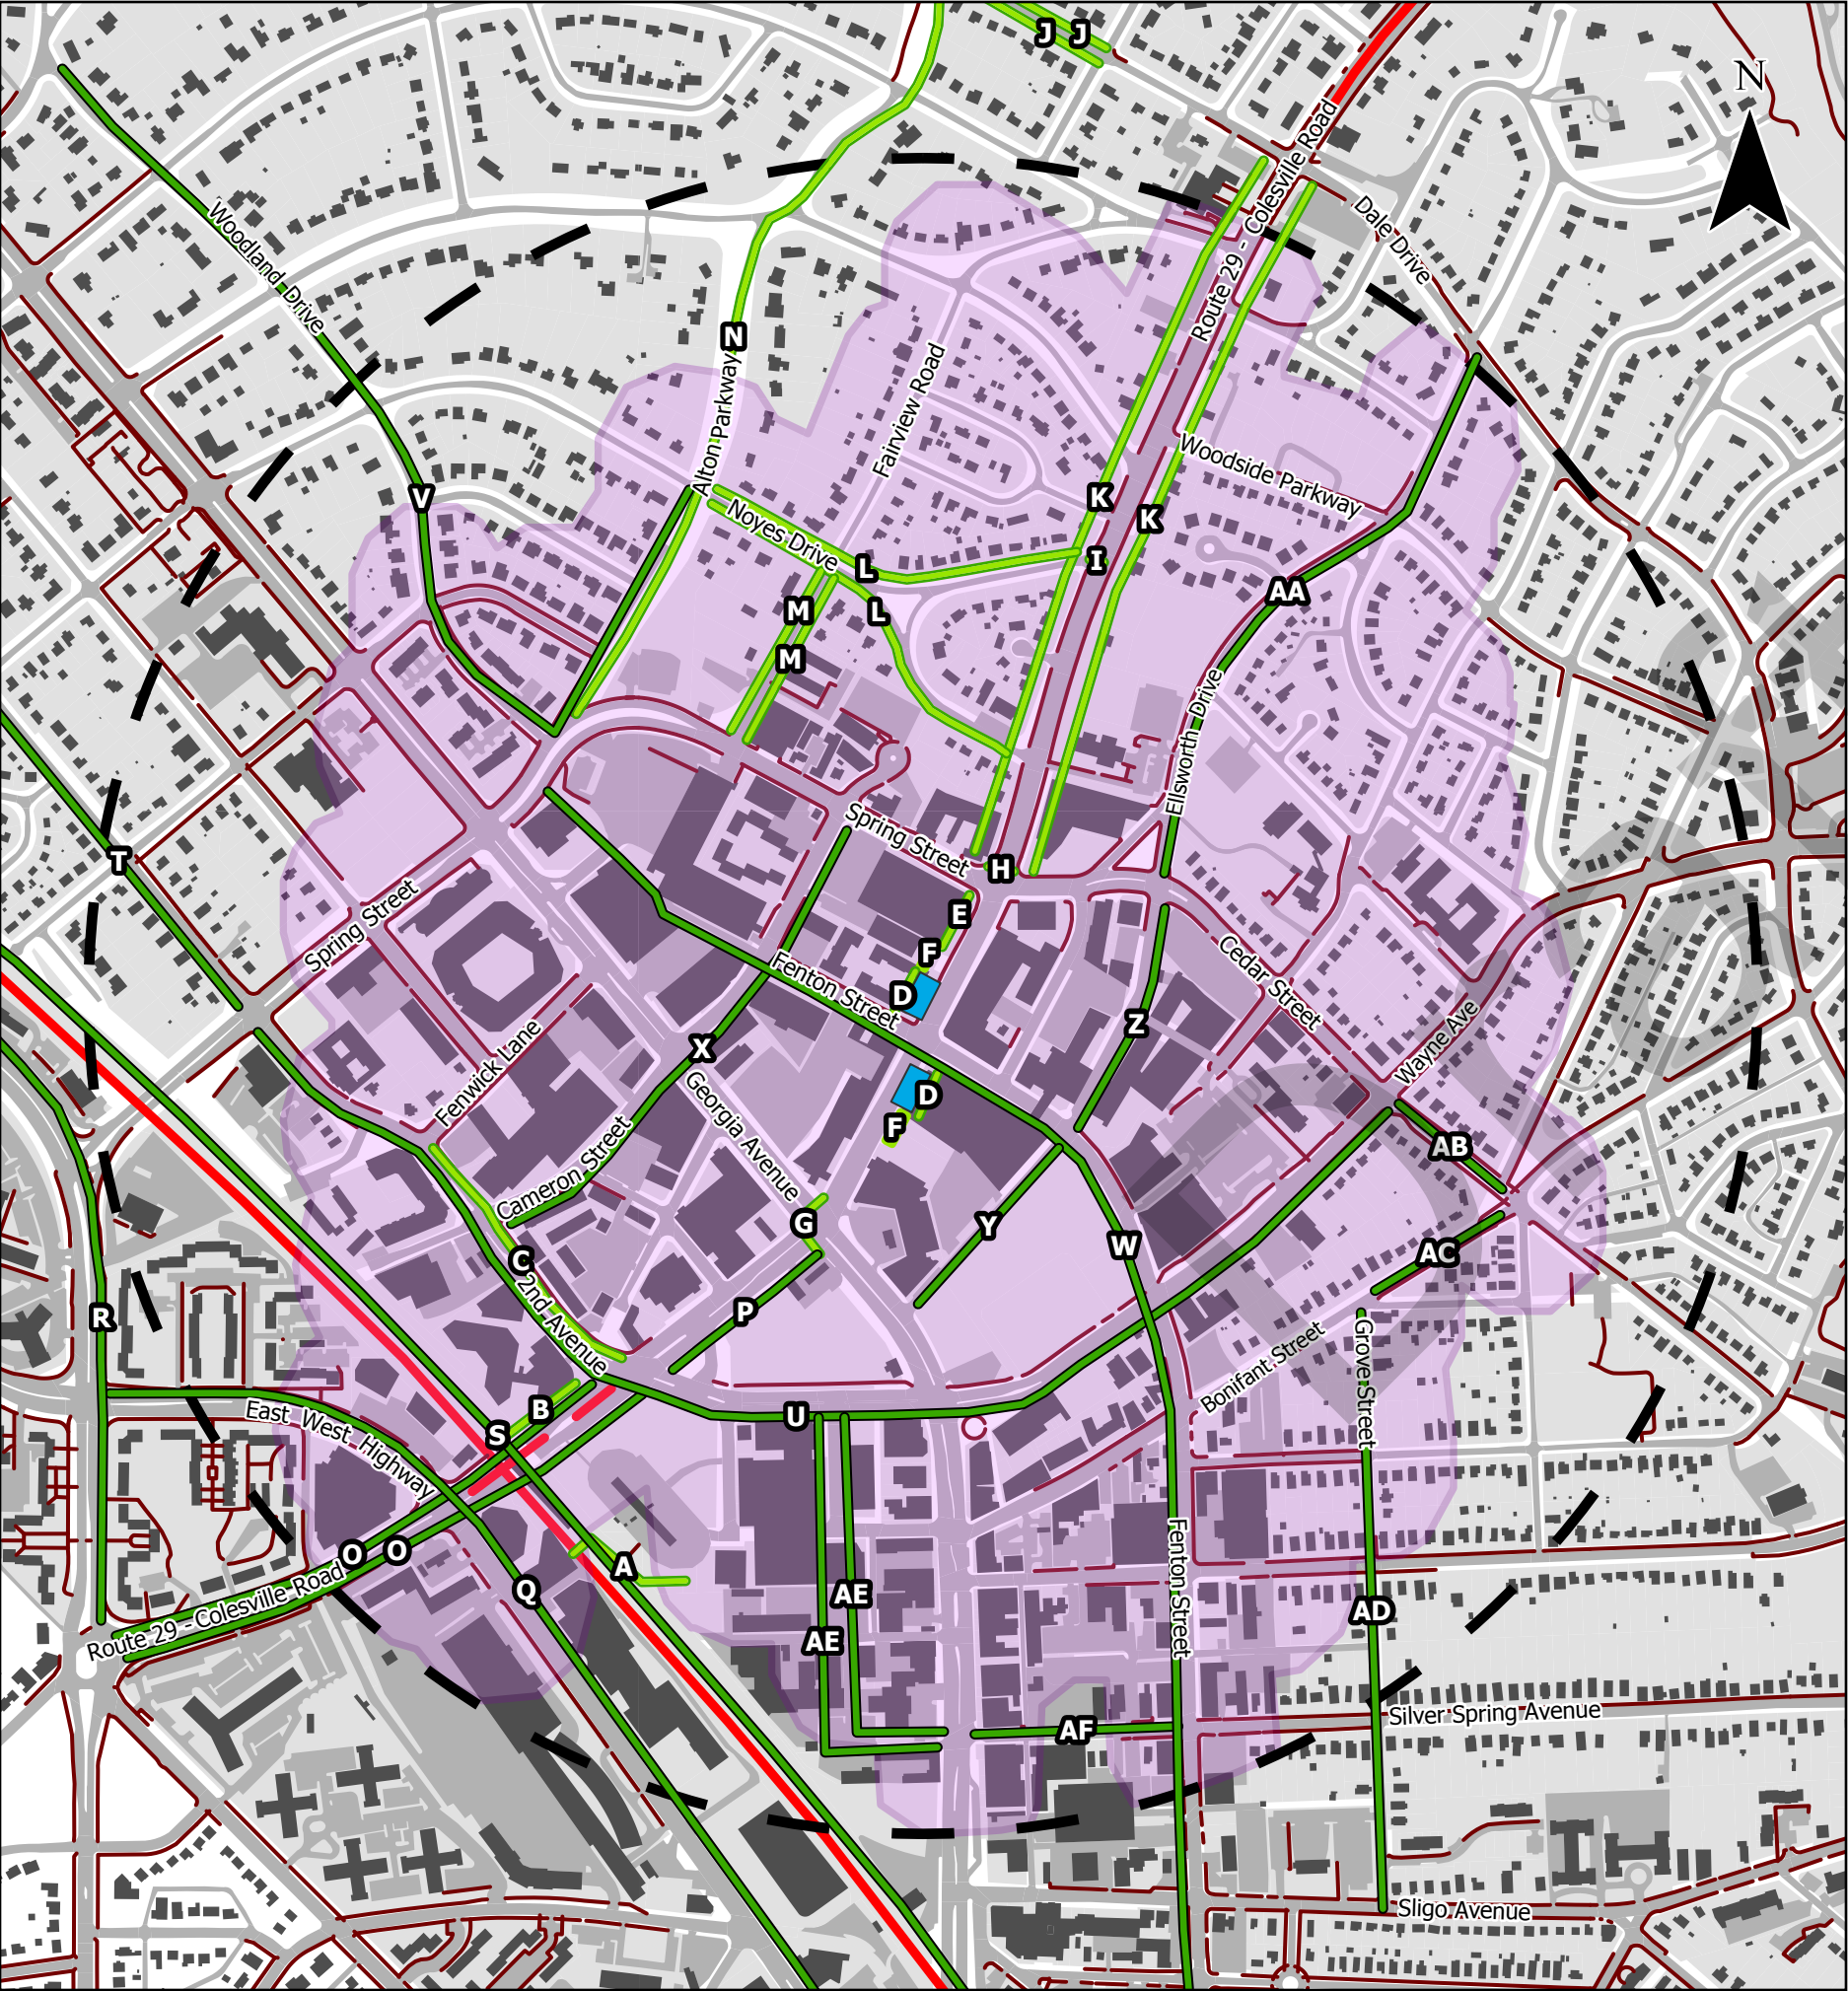 J J
N
Route 29 - Colesville Road
Dale Drive
Woodland Drive
N
Alton Parkway
Fairview Road
Woodside Parkway
V
K
K
Noyes Drive
L
I
AA
M
L
M
Ellsworth Drive
T
Spring Street
H
Spring Street
E
F
Cedar Street
Fenton Street
D
Z
X
Wayne Ave
Fenwick Lane
Georgia Avenue
D
F
Cameron Street
AB
G
Y
W
AC
C
2nd Avenue
P
R
Grove Street
Bonifant Street
B
U
East West Highway
S
O O
A
Q
Route 29 - Colesville Road
AE
Fenton Street
AD
AE
AF
Silver Spring Avenue
Sligo Avenue